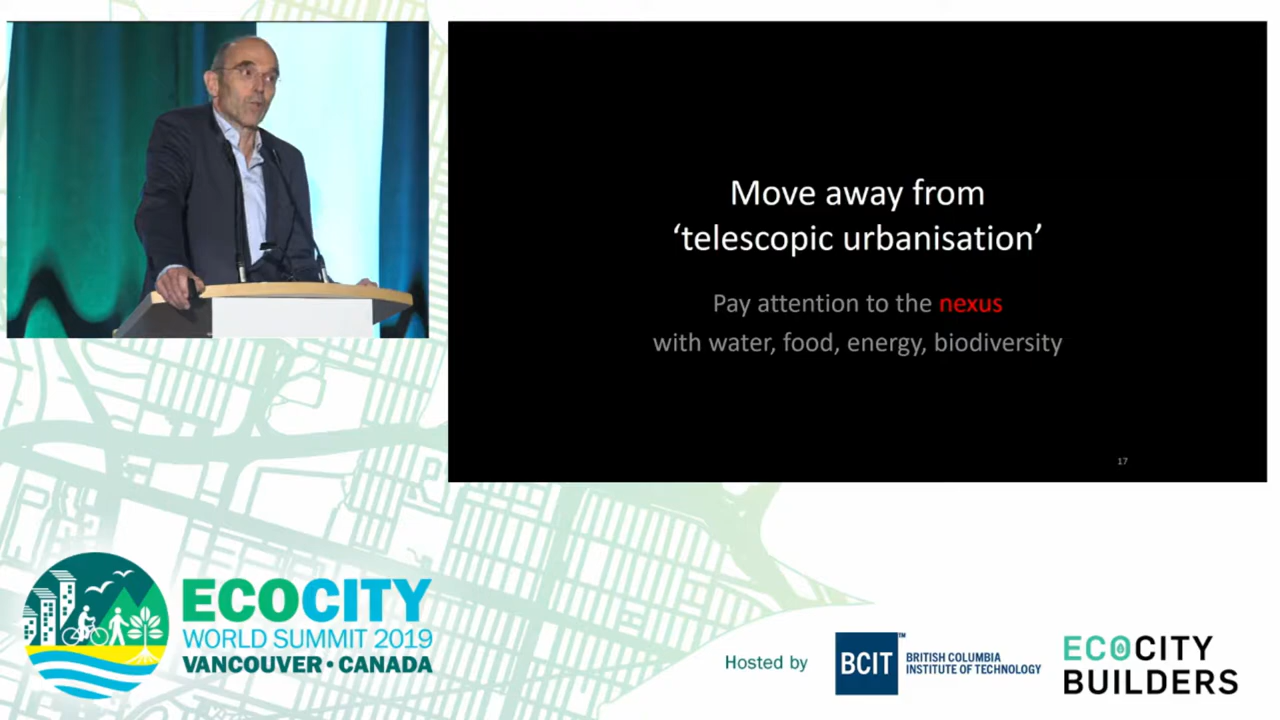 Move away from
‘telescopic urbanisation’
Pay attention to the nexus
with water, food, energy, biodiversity
17
ECOCITY
WORLD SUMMIT 2019
VANCOUVER • CANADA
Hosted by
BCIT™
BRITISH COLUMBIA
INSTITUTE OF TECHNOLOGY
ECOCITY
BUILDERS